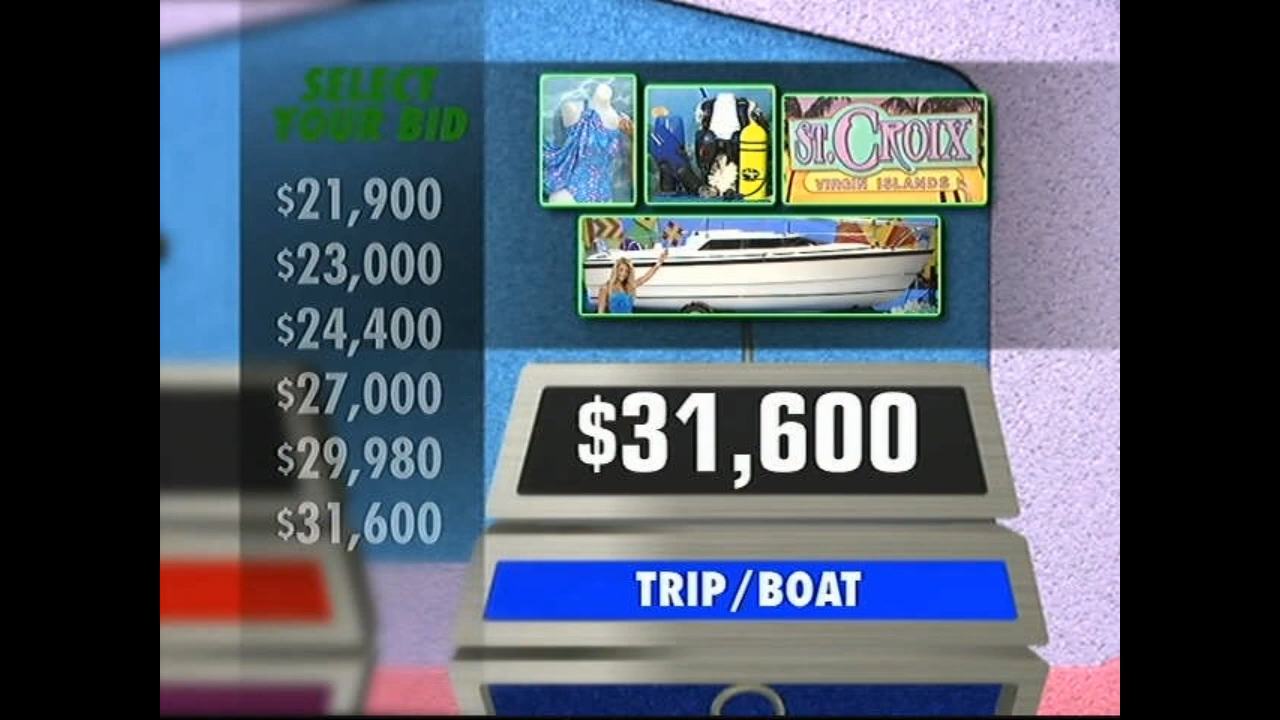 SELECT
YOUR BID
$21,900
$23,000
$24,400
$27,000
$29,980
$31,600
ST. CROIX
VIRGIN ISLANDS
$31,600
TRIP/BOAT